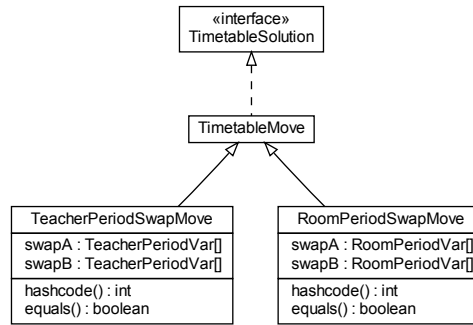 «interface»
TimetableSolution
TimetableMove
TeacherPeriodSwapMove
swapA : TeacherPeriodVar[]
swapB : TeacherPeriodVar[]
hashcode() : int
equals() : boolean
RoomPeriodSwapMove
swapA : RoomPeriodVar[]
swapB : RoomPeriodVar[]
hashcode() : int
equals() : boolean